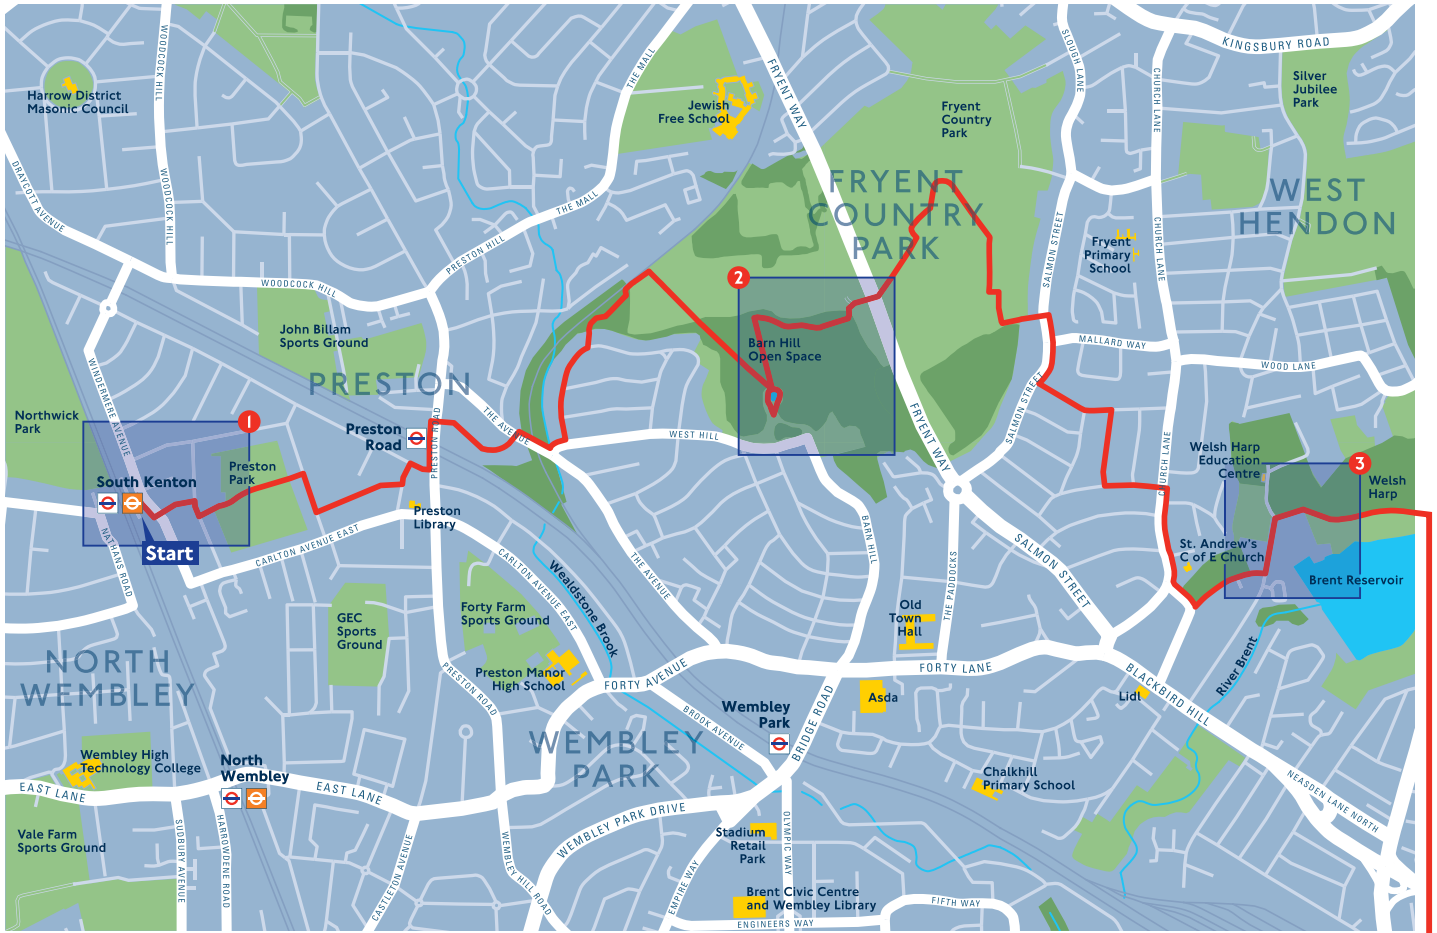 KINGSBURY ROAD
WOODCOCK HILL
THE MALL
FRYENT WAY
SLOUGH LANE
CHURCH LANE
Silver
Jubilee
Park
Harrow District
Masonic Council
Jewish
Free School
Fryent
Country
Park
DRAYCOTT AVENUE
WOODCOCK HILL
THE MALL
FRYENT
COUNTRY
PARK
WEST
HENDON
SALMON STREET
Fryent
Primary
School
CHURCH LANE
PRESTON HILL
WOODCOCK HILL
2
John Billam
Sports Ground
Barn Hill
Open Space
MALLARD WAY
WOOD LANE
PRESTON
WINDERMERE AVENUE
Northwick
Park
1
THE AVENUE
PRESTON ROAD
Preston
Road
WEST HILL
FRYENT WAY
SALMON STREET
CHURCH LANE
Welsh Harp
Education
Centre
3
Welsh
Harp
Preston
Park
South Kenton
Start
Preston
Library
NATHANS ROAD
CARLTON AVENUE EAST
CARLTON AVENUE EAST
Wealdstone Brook
THE AVENUE
BARN HILL
THE PADDOCKS
SALMON STREET
St. Andrew's
C of E Church
Brent Reservoir
GEC
Sports
Ground
Forty Farm
Sports Ground
Old
Town
Hall
NORTH
WEMBLEY
Preston Manor
High School
PRESTON ROAD
FORTY AVENUE
FORTY LANE
River Brent
BLACKBIRD HILL
Lidl
Asda
Wembley
Park
BROOK AVENUE
BRIDGE ROAD
WEMBLEY
PARK
Wembley High
Technology College
North
Wembley
EAST LANE
EAST LANE
Chalkhill
Primary School
NEASDEN LANE NORTH
WEMBLEY PARK DRIVE
Vale Farm
Sports Ground
SUDBURY AVENUE
HARROWDENE ROAD
CASTLETON AVENUE
WEMBLEY HILL ROAD
Stadium
Retail
Park
OLYMPIC WAY
EMPIRE WAY
Brent Civic Centre
and Wembley Library
FIFTH WAY
ENGINEERS WAY